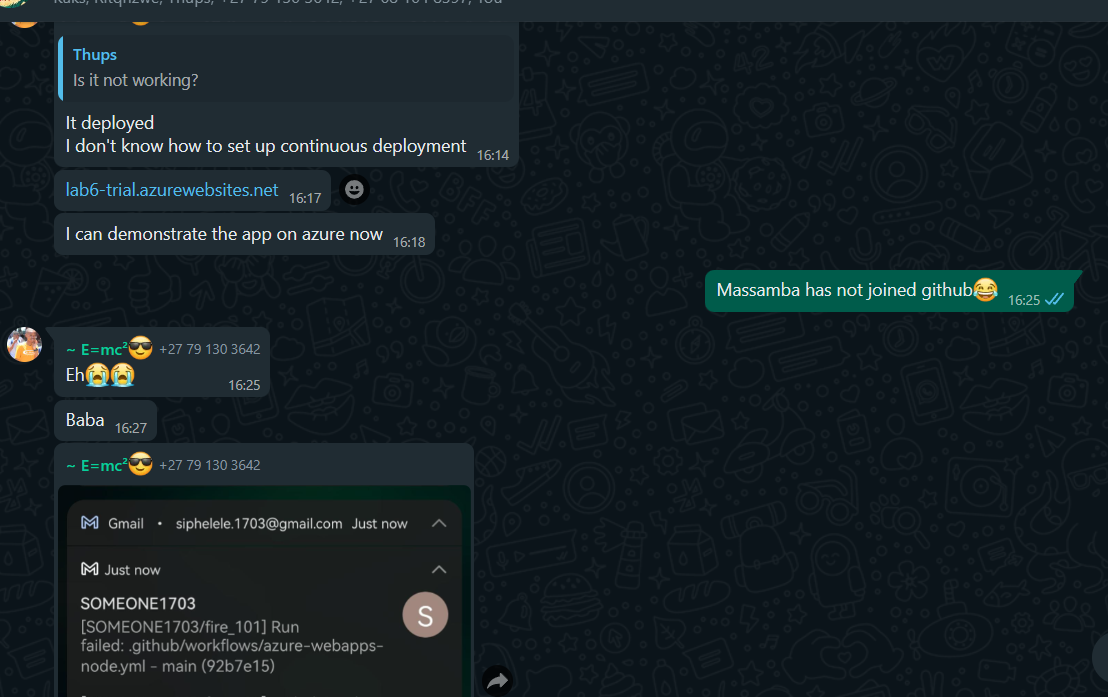 Thups
Is it not working?
It deployed
I don't know how to set up continuous deployment 16:14
lab6-trial.azurewebsites.net 16:17
I can demonstrate the app on azure now 16:18
Massamba has not joined github😂 16:25
~ E=mc²😎 +27 79 130 3642
Eh😭😭 16:25
Baba 16:27
~ E=mc²😎 +27 79 130 3642
Gmail • siphelele.1703@gmail.com Just now
Just now
SOMEONE1703
S
[SOMEONE1703/fire_101] Run
failed: .github/workflows/azure-webapps-
node.yml - main (92b7e15)